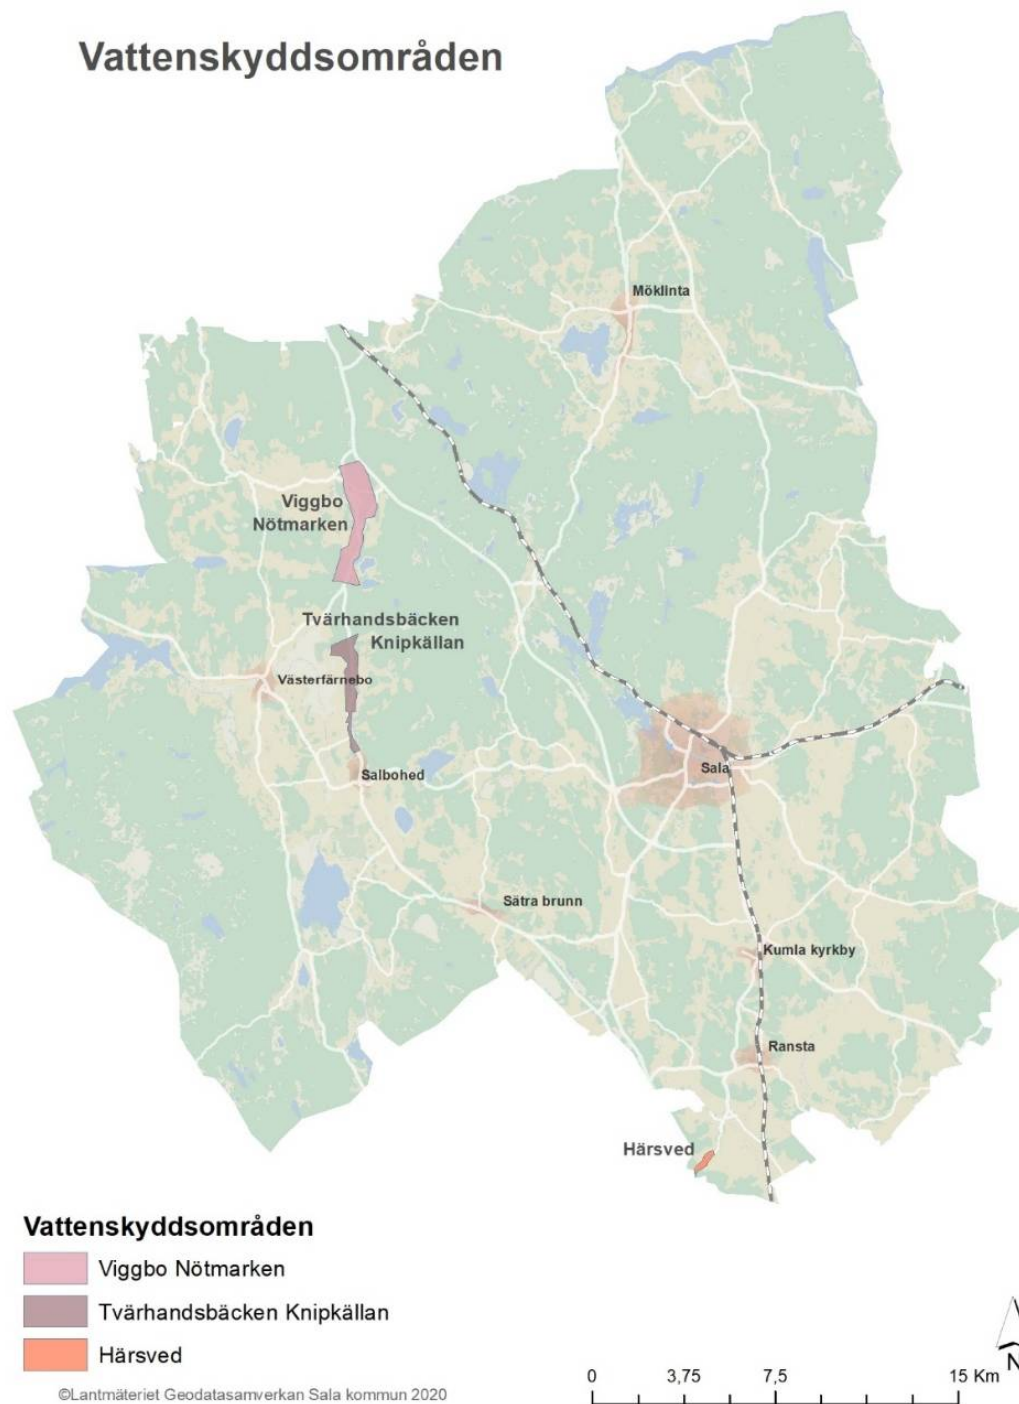 Vattenskyddsområden
Möklinta
Viggbo
Nötmarken
Tvärhandsbäcken
Knipkällan
Västerfärnebo
Sala
Salbohed
Sätra brunn
Kumla kyrkby
Ransta
Härsved
Vattenskyddsområden
Viggbo Nötmarken
Tvärhandsbäcken Knipkällan
Härsved
N
0 3,75 7,5 15 Km
©Lantmäteriet Geodatasamverkan Sala kommun 2020